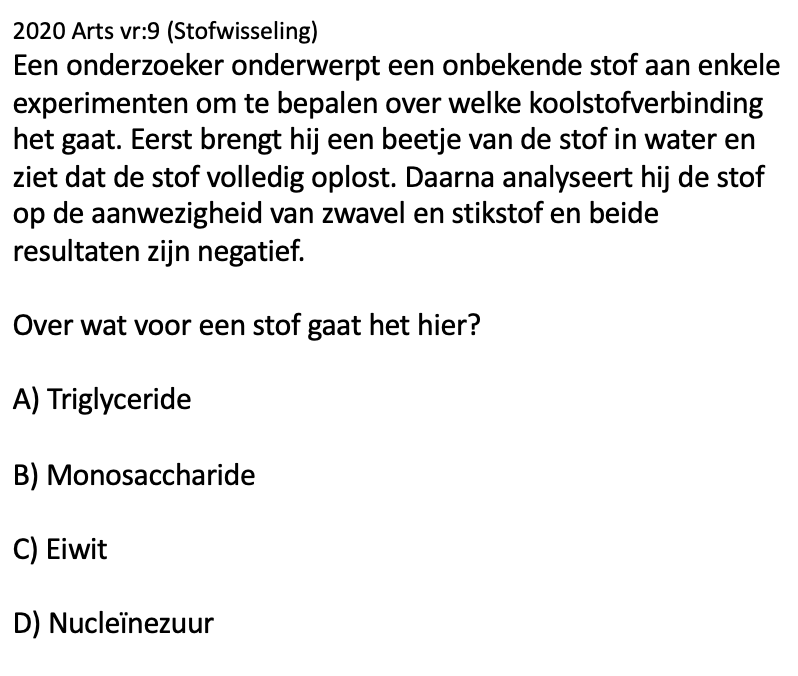 2020 Arts vr:9 (Stofwisseling)
Een onderzoeker onderwerpt een onbekende stof aan enkele
experimenten om te bepalen over welke koolstofverbinding
het gaat. Eerst brengt hij een beetje van de stof in water en
ziet dat de stof volledig oplost. Daarna analyseert hij de stof
op de aanwezigheid van zwavel en stikstof en beide
resultaten zijn negatief.
Over wat voor een stof gaat het hier?
A) Triglyceride
B) Monosaccharide
C) Eiwit
D) Nucleïnezuur